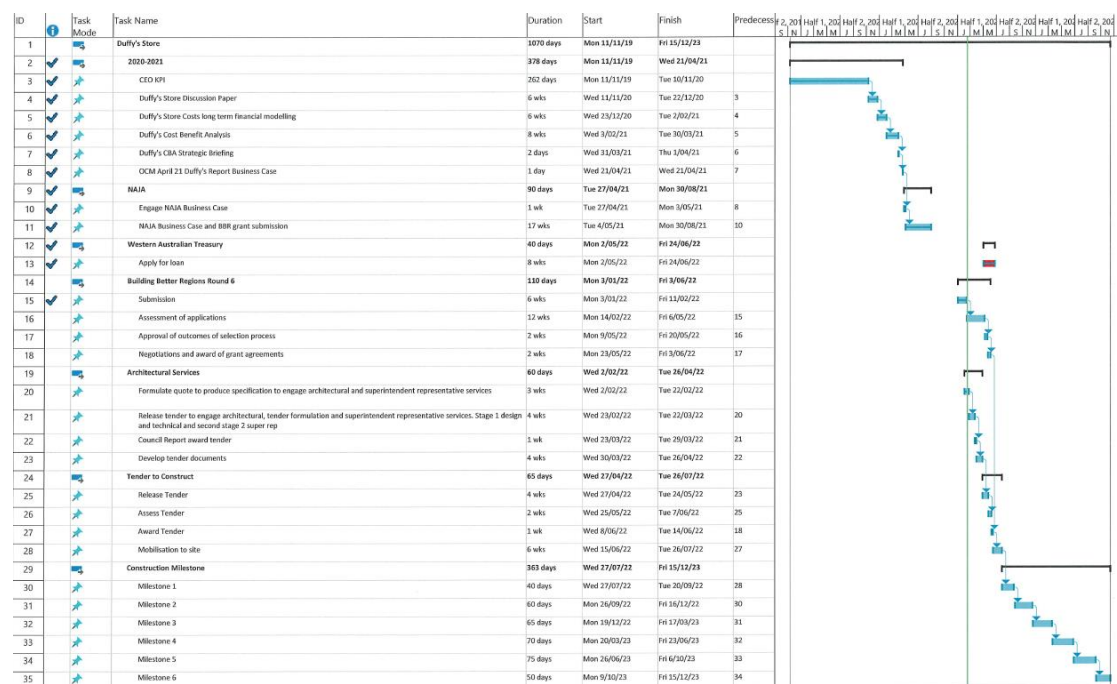 ID Task Mode Task Name Duration Start Finish Predecess f 2, 201 Half 1, 202 Half 2, 202 Half 1, 202 Half 2, 202 Half 1, 202 Half 2, 202 Half 1, 202 Half 2, 202
S N J M M J S N J M M J S N J M M J S N J M M J S N
1 Duffy's Store 1070 days Mon 11/11/19 Fri 15/12/23
2 2020-2021 378 days Mon 11/11/19 Wed 21/04/21
3 CEO KPI 262 days Mon 11/11/19 Tue 10/11/20
4 Duffy's Store Discussion Paper 6 wks Wed 11/11/20 Tue 22/12/20 3
5 Duffy's Store Costs long term financial modelling 6 wks Wed 23/12/20 Tue 2/02/21 4
6 Duffy's Cost Benefit Analysis 8 wks Wed 3/02/21 Tue 30/03/21 5
7 Duffy's CBA Strategic Briefing 2 days Wed 31/03/21 Thu 1/04/21 6
8 OCM April 21 Duffy's Report Business Case 1 day Wed 21/04/21 Wed 21/04/21 7
9 NAJA 90 days Tue 27/04/21 Mon 30/08/21
10 Engage NAJA Business Case 1 wk Tue 27/04/21 Mon 3/05/21 8
11 NAJA Business Case and BBR grant submission 17 wks Tue 4/05/21 Mon 30/08/21 10
12 Western Australian Treasury 40 days Mon 2/05/22 Fri 24/06/22
13 Apply for loan 8 wks Mon 2/05/22 Fri 24/06/22
14 Building Better Regions Round 6 110 days Mon 3/01/22 Fri 3/06/22
15 Submission 6 wks Mon 3/01/22 Fri 11/02/22
16 Assessment of applications 12 wks Mon 14/02/22 Fri 6/05/22 15
17 Approval of outcomes of selection process 2 wks Mon 9/05/22 Fri 20/05/22 16
18 Negotiations and award of grant agreements 2 wks Mon 23/05/22 Fri 3/06/22 17
19 Architectural Services 60 days Wed 2/02/22 Tue 26/04/22
20 Formulate quote to produce specification to engage architectural and superintendent representative services 3 wks Wed 2/02/22 Tue 22/02/22
21 Release tender to engage architectural, tender formulation and superintendent representative services. Stage 1 design 4 wks Wed 23/02/22 Tue 22/03/22 20
and technical and second stage 2 super rep
22 Council Report award tender 1 wk Wed 23/03/22 Tue 29/03/22 21
23 Develop tender documents 4 wks Wed 30/03/22 Tue 26/04/22 22
24 Tender to Construct 65 days Wed 27/04/22 Tue 26/07/22
25 Release Tender 4 wks Wed 27/04/22 Tue 24/05/22 23
26 Assess Tender 2 wks Wed 25/05/22 Tue 7/06/22 25
27 Award Tender 1 wk Wed 8/06/22 Tue 14/06/22 18
28 Mobilisation to site 6 wks Wed 15/06/22 Tue 26/07/22 27
29 Construction Milestone 363 days Wed 27/07/22 Fri 15/12/23
30 Milestone 1 40 days Wed 27/07/22 Tue 20/09/22 28
31 Milestone 2 60 days Mon 26/09/22 Fri 16/12/22 30
32 Milestone 3 65 days Mon 19/12/22 Fri 17/03/23 31
33 Milestone 4 70 days Mon 20/03/23 Fri 23/06/23 32
34 Milestone 5 75 days Mon 26/06/23 Fri 6/10/23 33
35 Milestone 6 50 days Mon 9/10/23 Fri 15/12/23 34